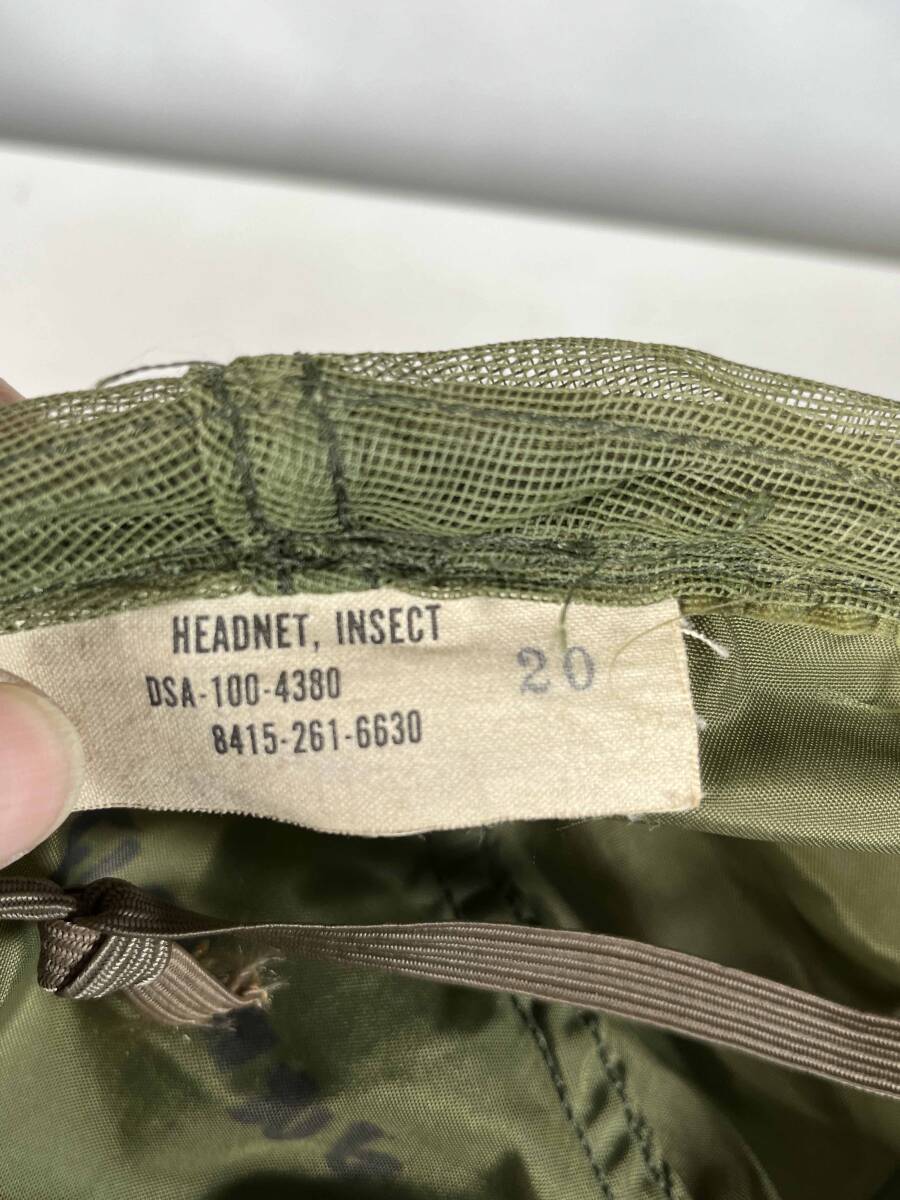 HEADNET, INSECT
DSA-100-4380
20
8415-261-6630